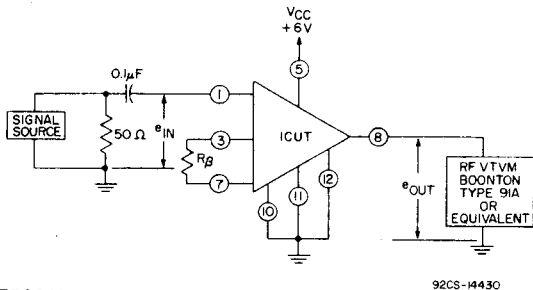 VCC
+6V
0.1µF
5
SIGNAL
SOURCE
50 Ω
eIN
1
3
Rβ
7
ICUT
8
10
11
12
eOUT
RF VTVM
BOONTON
TYPE 91A
OR
EQUIVALENT
92CS-14430